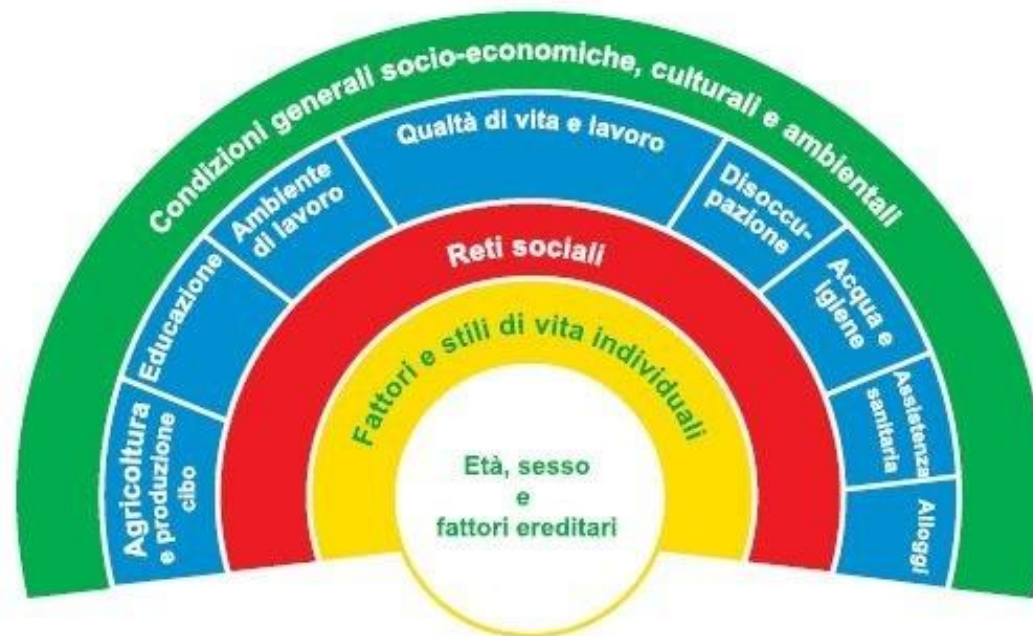 Condizioni generali socio-economiche, culturali e ambientali
Agricoltura
e produzione
cibo
Educazione
Ambiente
di lavoro
Qualtà di vita e lavoro
Disoccu-
pazione
Acqua e
igiene
Assistenza
sanitaria
Alloggi
Reti sociali
Fattori e stili di vita individuali
Età, sesso
e
fattori ereditari